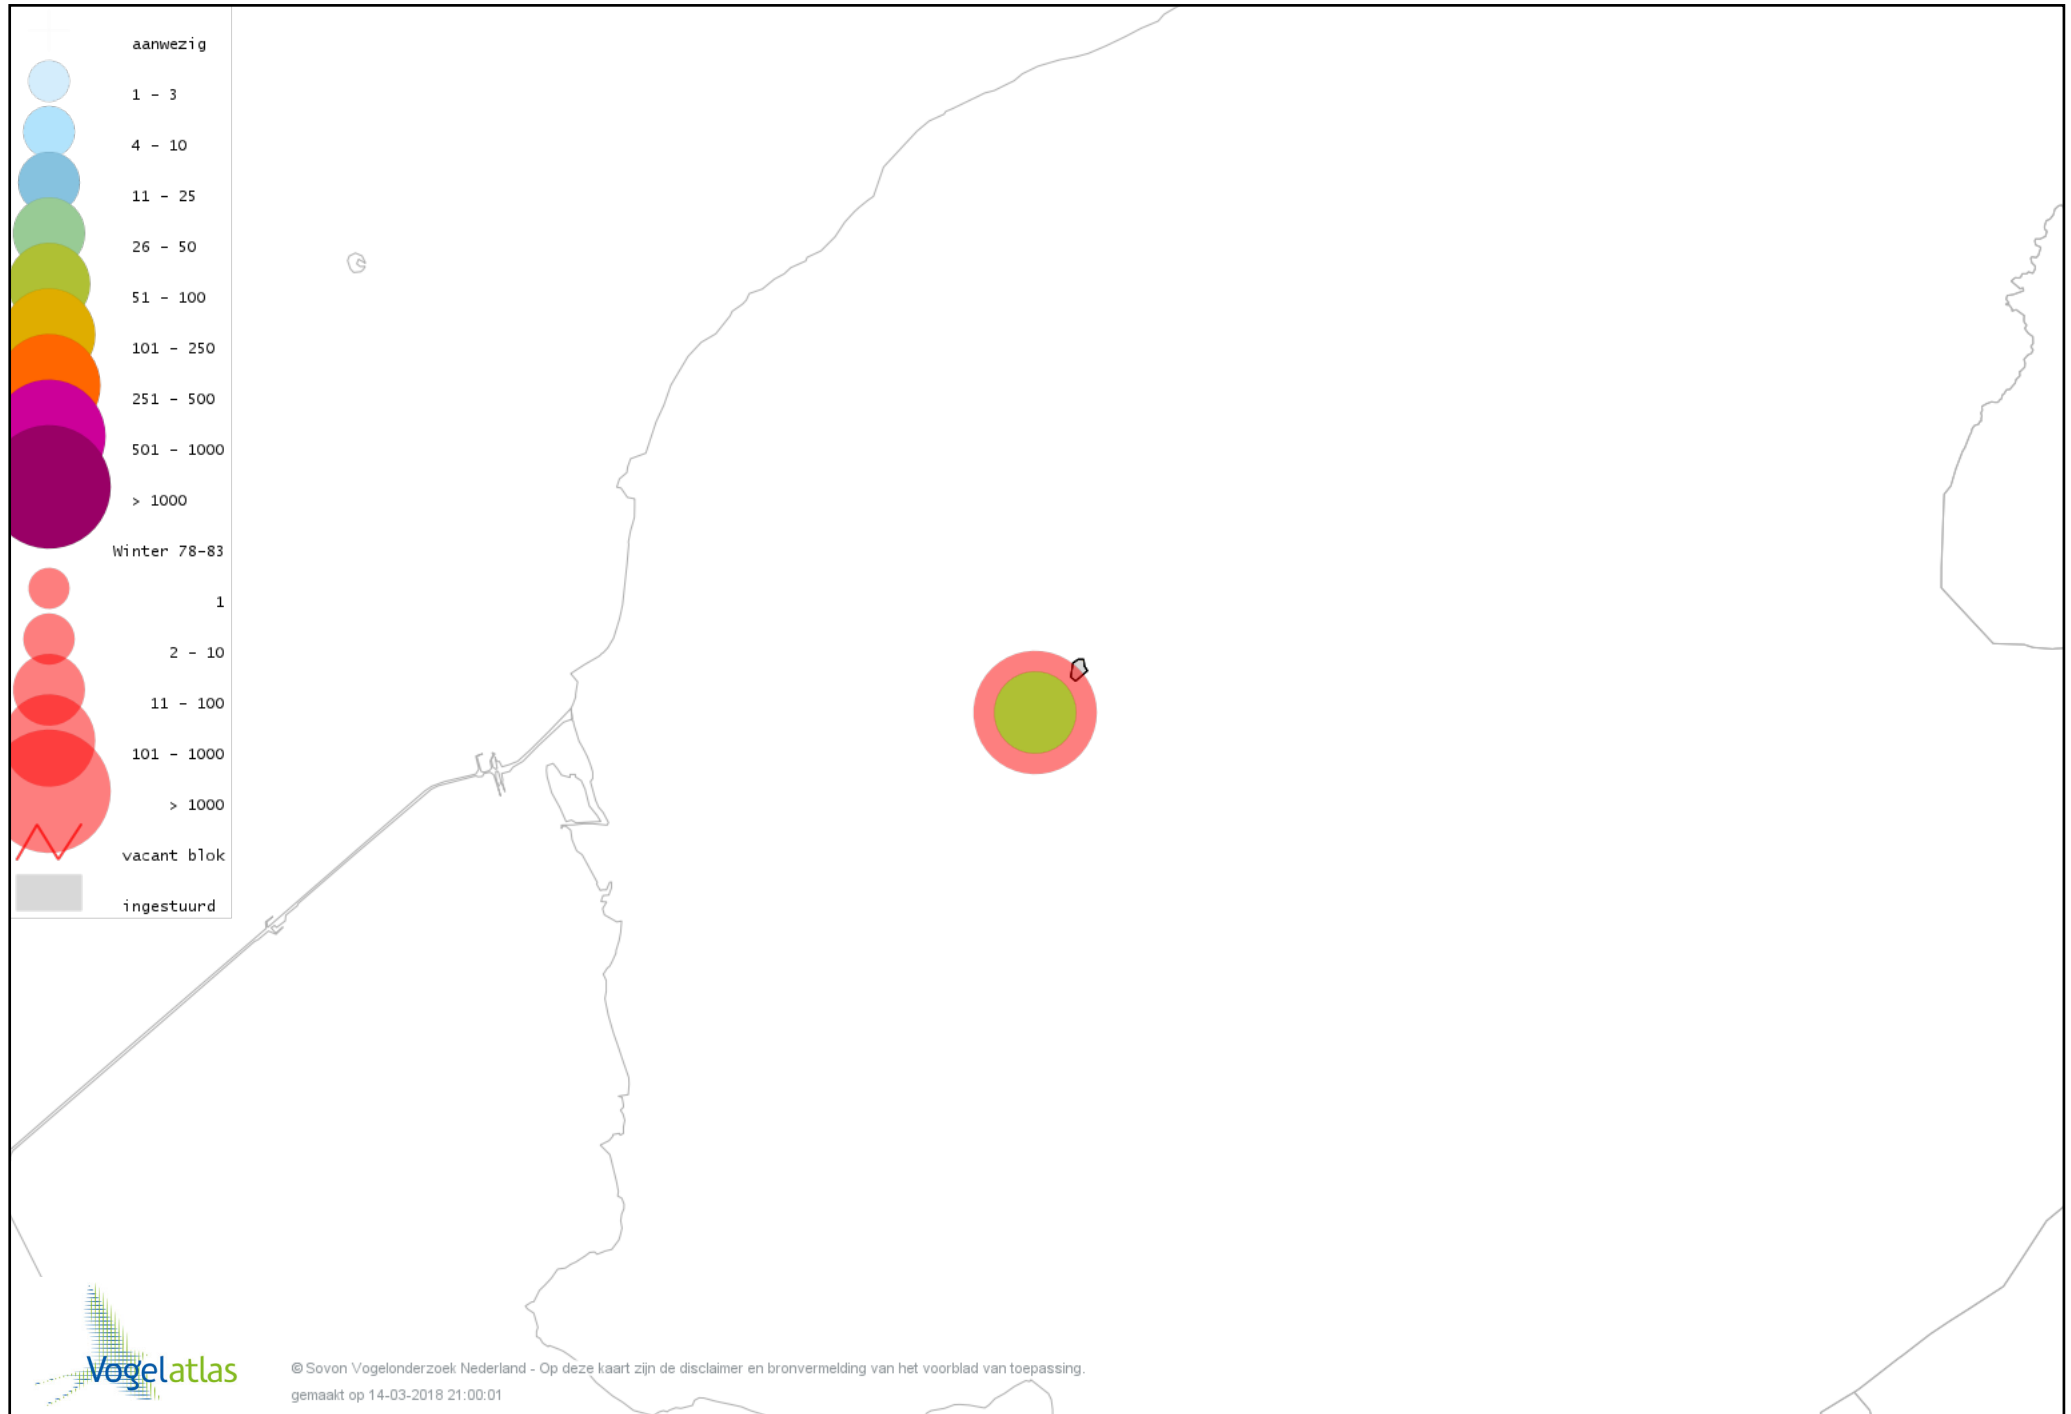 aanwezig
1 - 3
4 - 10
11 - 25
26 - 50
51 - 100
101 - 250
251 - 500
501 - 1000
> 1000
Winter 78-83
1
2 - 10
11 - 100
101 - 1000
> 1000
vacant blok
ingestuurd
Vogelatlas
© Sovon Vogelonderzoek Nederland - Op deze kaart zijn de disclaimer en bronvermelding van het voorblad van toepassing.
gemaakt op 14-03-2018 21:00:01